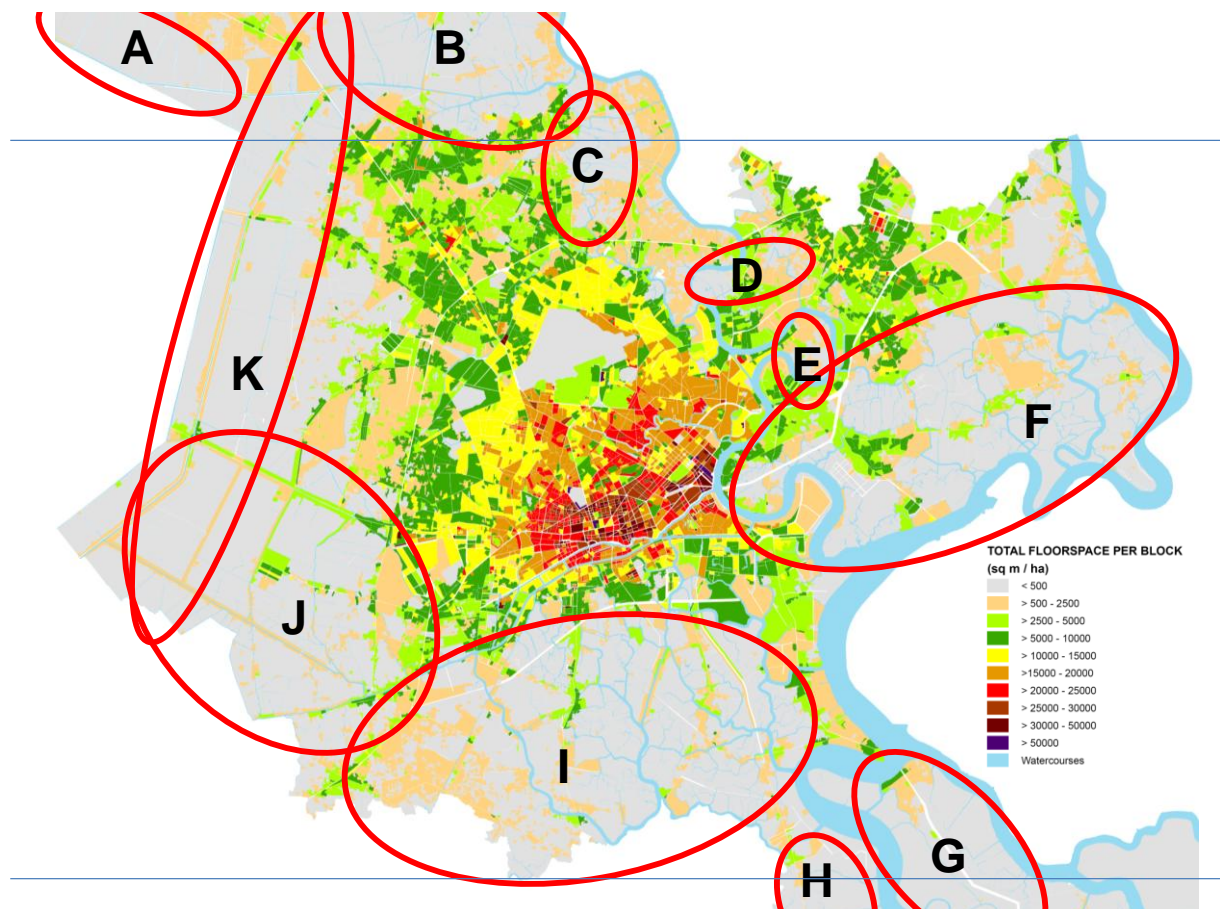 A
B
C
D
E
K
F
TOTAL FLOORSPACE PER BLOCK
(sq m / ha)
< 500
> 500 - 2500
> 2500 - 5000
> 5000 - 10000
> 10000 - 15000
>15000 - 20000
> 20000 - 25000
> 25000 - 30000
> 30000 - 50000
> 50000
Watercourses
J
I
G
H